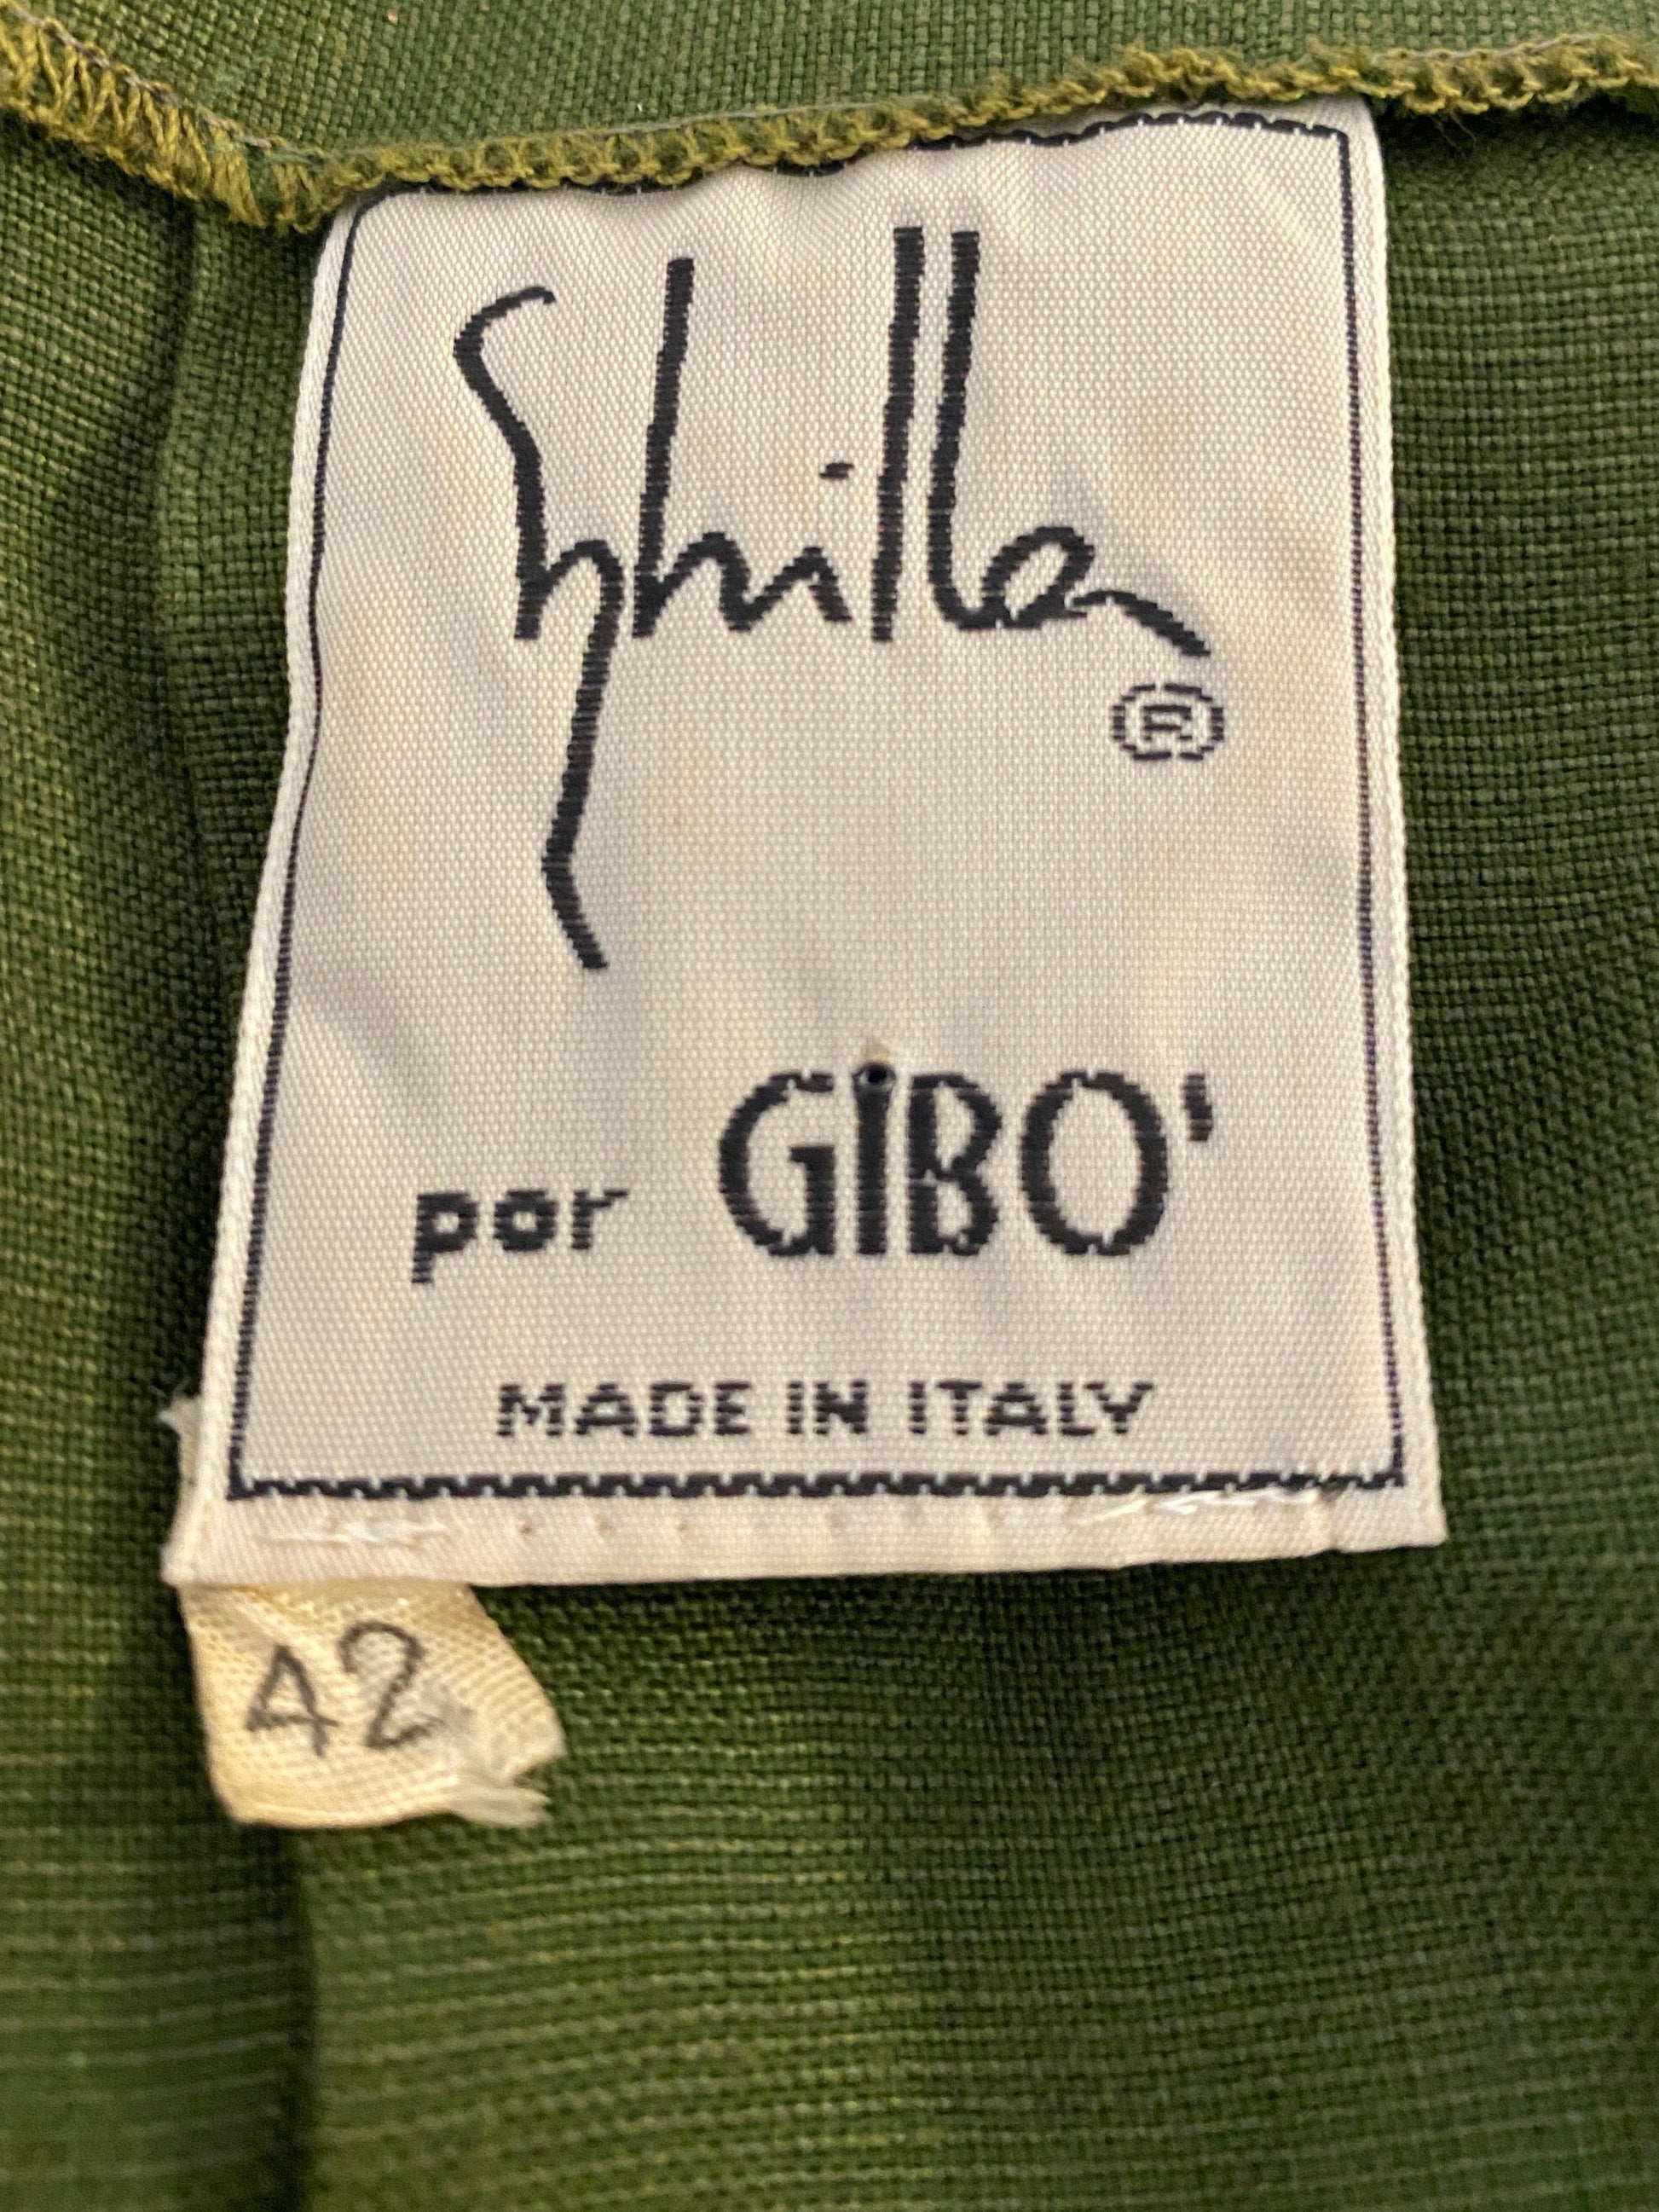 Sybilla
®
por GIBO'
MADE IN ITALY
42